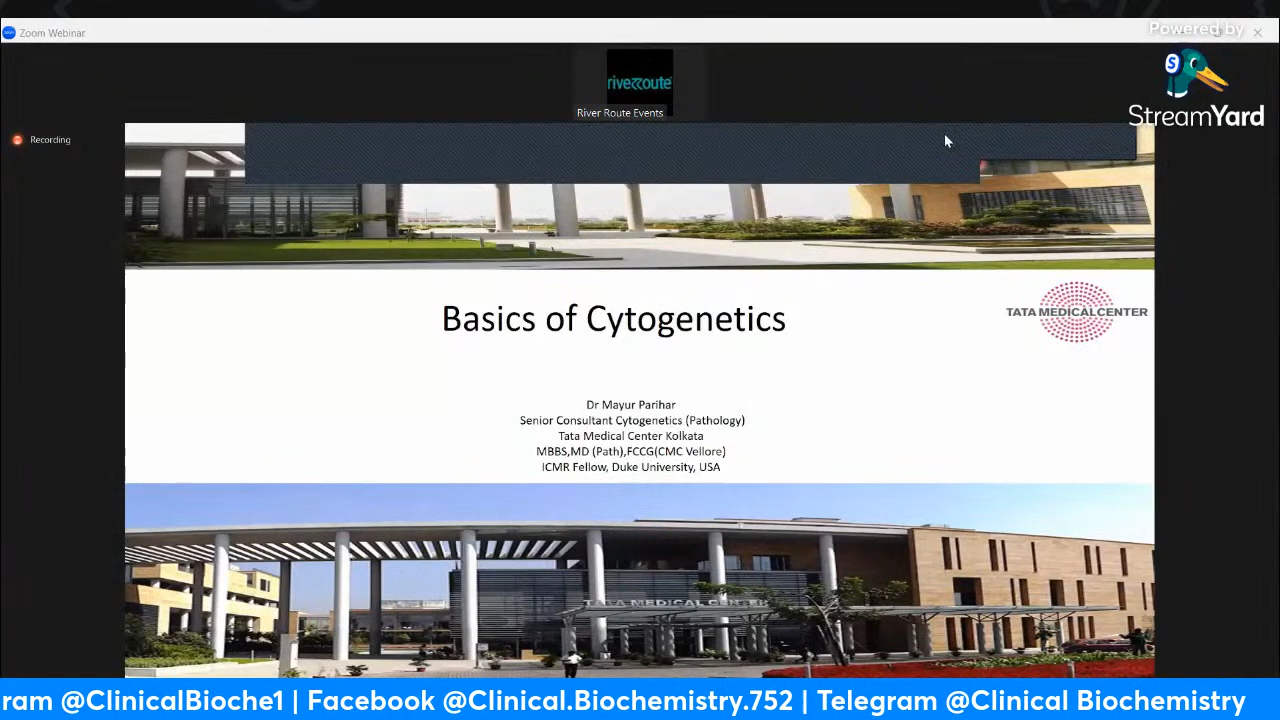 Zoom Webinar
Powered by
riverroute
River Route Events
StreamYard
Recording
Basics of Cytogenetics
TATA MEDICAL CENTER
Dr Mayur Parihar
Senior Consultant Cytogenetics (Pathology)
Tata Medical Center Kolkata
MBBS,MD (Path),FCCG(CMC Vellore)
ICMR Fellow, Duke University, USA
TATA MEDICAL CENTER
ram @ClinicalBioche1 | Facebook @Clinical.Biochemistry.752 | Telegram @Clinical Biochemistry